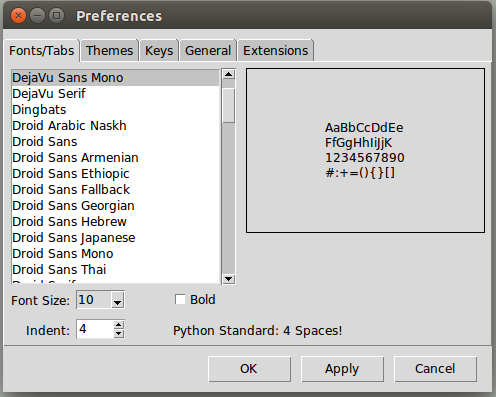 Preferences
Fonts/Tabs Themes Keys General Extensions
DejaVu Sans Mono
DejaVu Serif
Dingbats
Droid Arabic Naskh
Droid Sans
Droid Sans Armenian
Droid Sans Ethiopic
Droid Sans Fallback
Droid Sans Georgian
Droid Sans Hebrew
Droid Sans Japanese
Droid Sans Mono
Droid Sans Thai
AaBbCcDdEe
FfGgHhIiJjK
1234567890
#:+=(){}[]
Font Size: 10 Bold
Indent: 4 Python Standard: 4 Spaces!
OK Apply Cancel